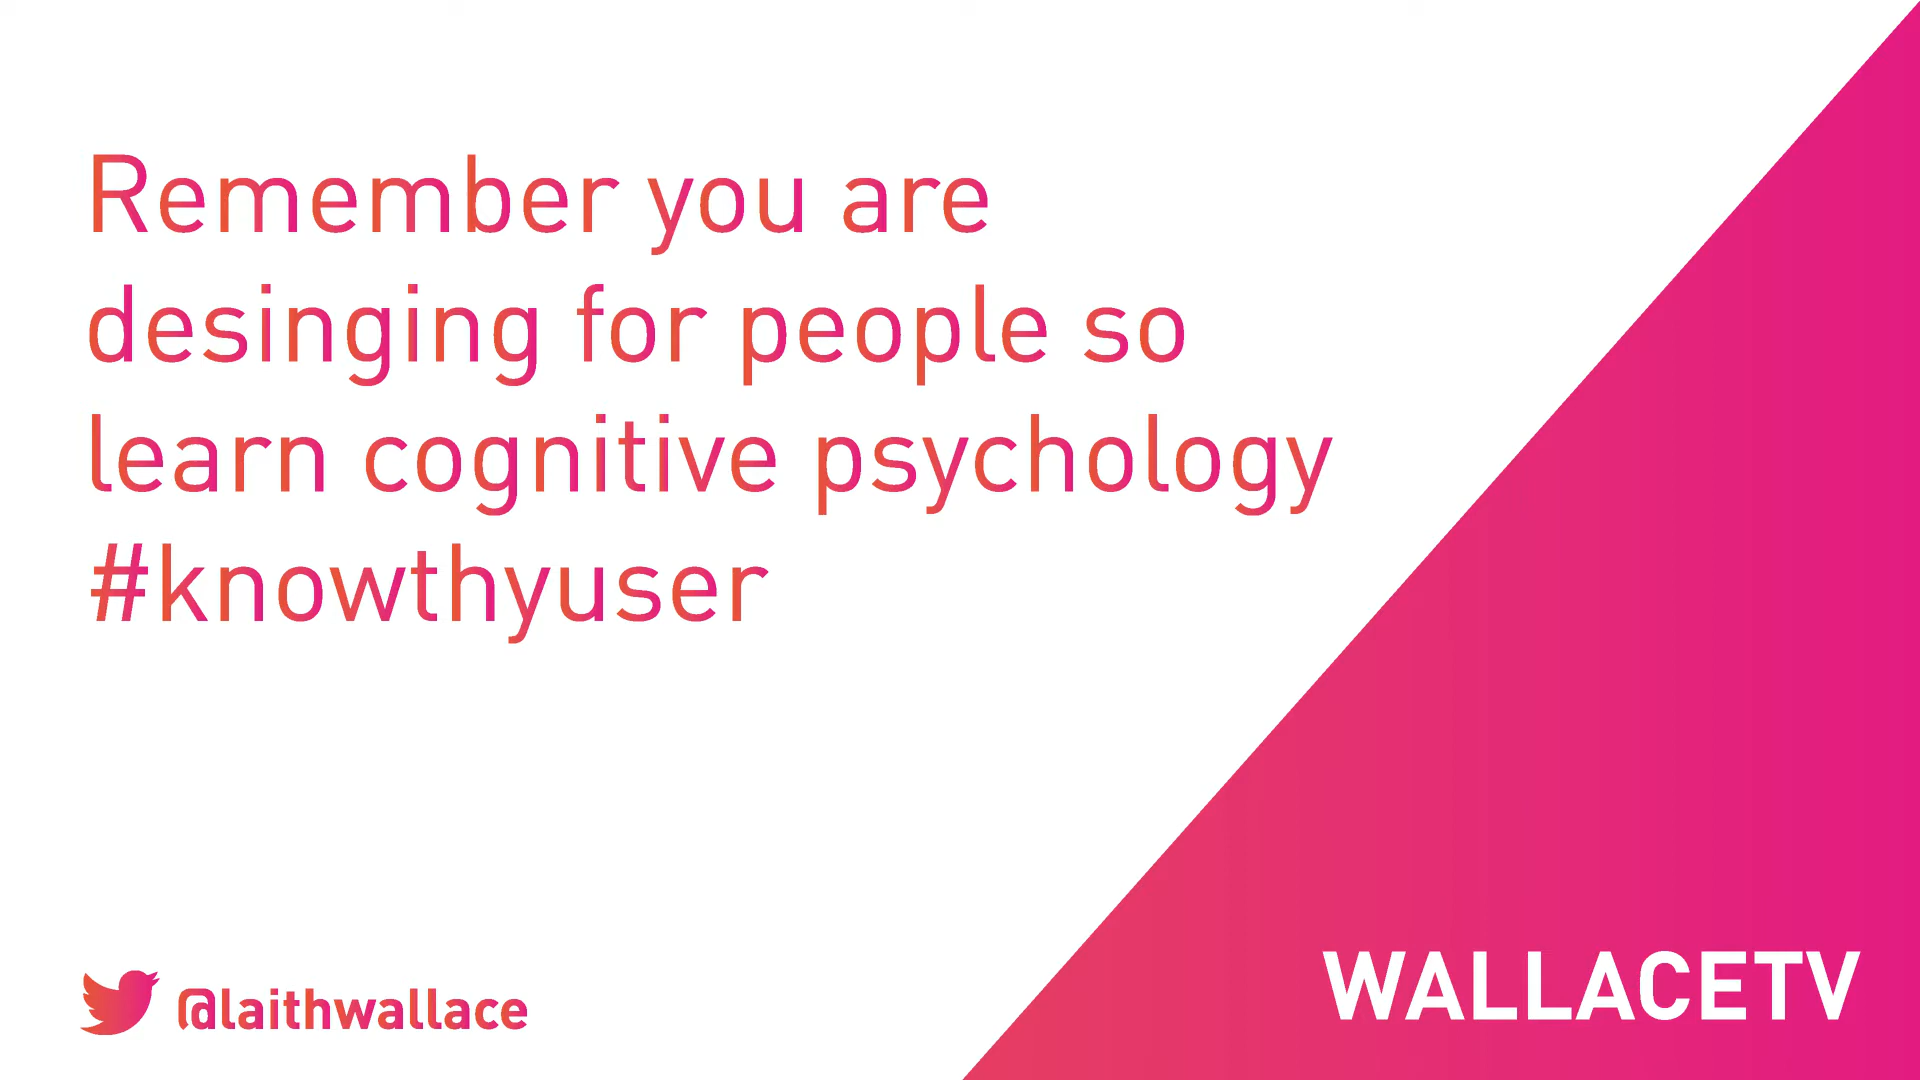 Remember you are
desinging for people so
learn cognitive psychology
#knowthyuser
@laithwallace
WALLACETV